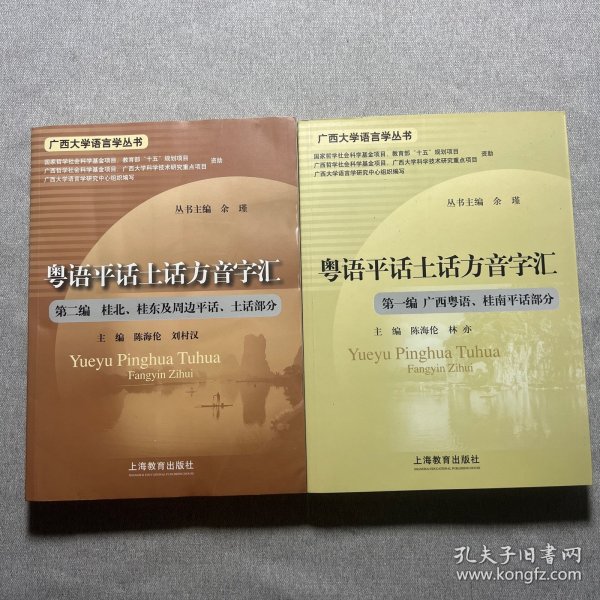 广西大学语言学丛书
国家哲学社会科学基金项目、教育部“十五”规划项目
广西哲学社会科学基金项目、广西大学科学技术研究重点项目 资助
广西大学语言学研究中心组织编写
丛书主编 余 瑾
粤语平话土话方音字汇
第二编 桂北、桂东及周边平话、土话部分
主 编 陈海伦 刘村汉
Yueyu Pinghua Tuhua
Fangyin Zihui
上海教育出版社
广西大学语言学丛书
国家哲学社会科学基金项目、教育部“十五”规划项目
广西哲学社会科学基金项目、广西大学科学技术研究重点项目 资助
广西大学语言学研究中心组织编写
丛书主编 余 瑾
粤语平话土话方音字汇
第一编 广西粤语、桂南平话部分
主 编 陈海伦 林 亦
Yueyu Pinghua Tuhua
Fangyin Zihui
上海教育出版社
SHANGHAI EDUCATIONAL PUBLISHING HOUSE
孔夫子旧书网
www.kongfz.com